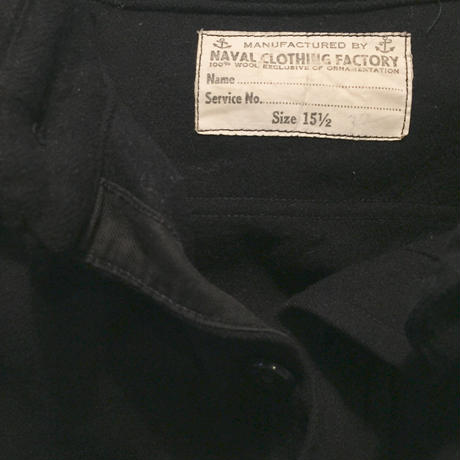 MANUFACTURED BY
NAVAL CLOTHING FACTORY
100% WOOL EXCLUSIVE OF ORNAMENTATION
Name
Service No.
Size 15½